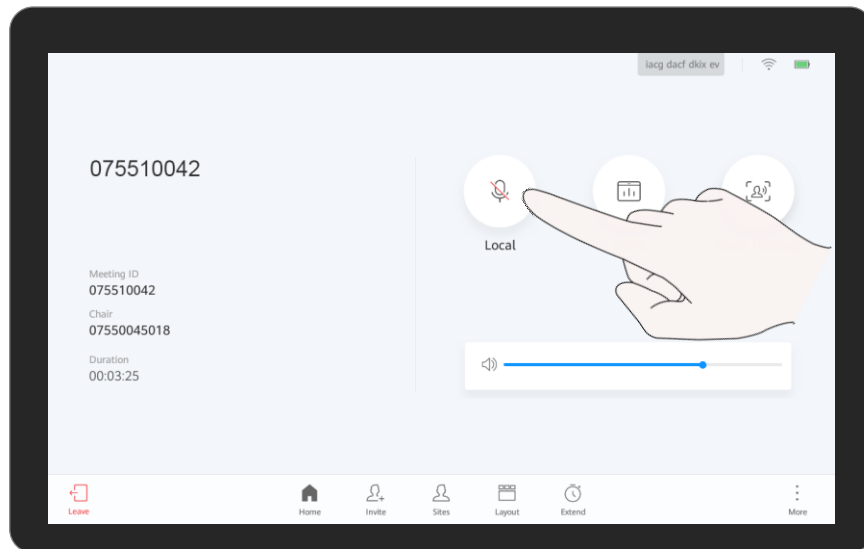 iacg dacf dkix ev
075510042
Local
Meeting ID
075510042
Chair
07550045018
Duration
00:03:25
Leave
Home
Invite
Sites
Layout
Extend
More